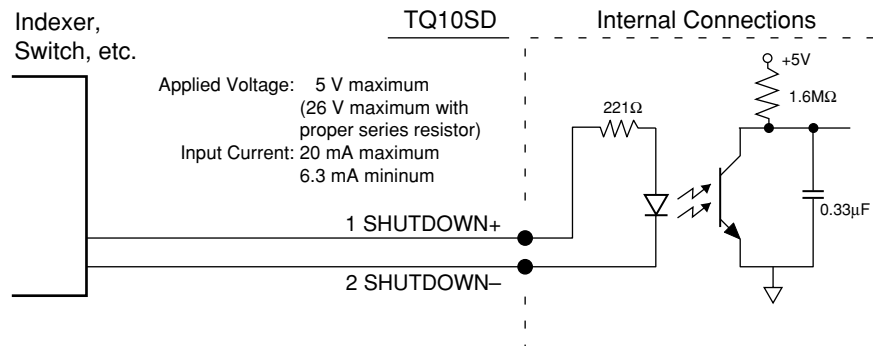 Indexer,
Switch, etc.
TQ10SD
Internal Connections
Applied Voltage: 5 V maximum
(26 V maximum with
proper series resistor)
Input Current: 20 mA maximum
6.3 mA mininum
+5V
1.6MΩ
221Ω
0.33µF
1 SHUTDOWN+
2 SHUTDOWN–